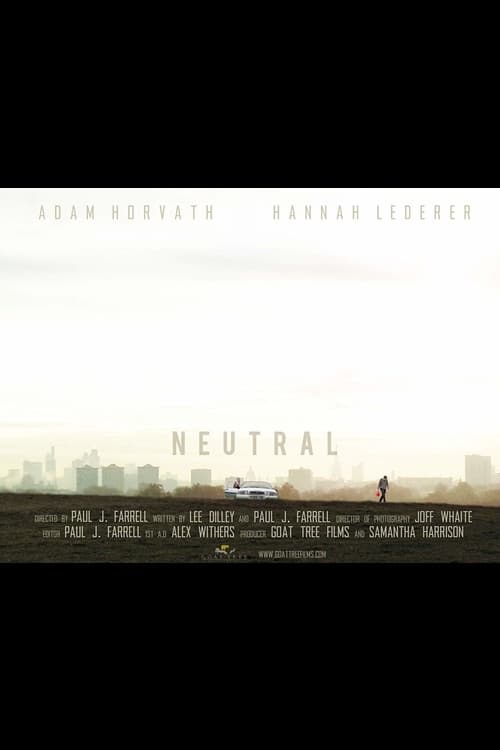 ADAM HORVATH HANNAH LEDERER
NEUTRAL
DIRECTED BY PAUL J. FARRELL WRITTEN BY LEE DILLEY AND PAUL J. FARRELL DIRECTOR OF PHOTOGRAPHY JOFF WHAITE
EDITOR PAUL J. FARRELL 1ST A.D ALEX WITHERS PRODUCER GOAT TREE FILMS AND SAMANTHA HARRISON
WWW.GOATTREEFILMS.COM